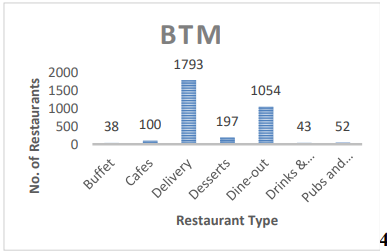 BTM
No. of Restaurants
2000
1500
1000
500
0
38
100
1793
197
1054
43
52
Buffet
Cafes
Delivery
Desserts
Dine-out
Drinks &...
Pubs and...
Restaurant Type
4